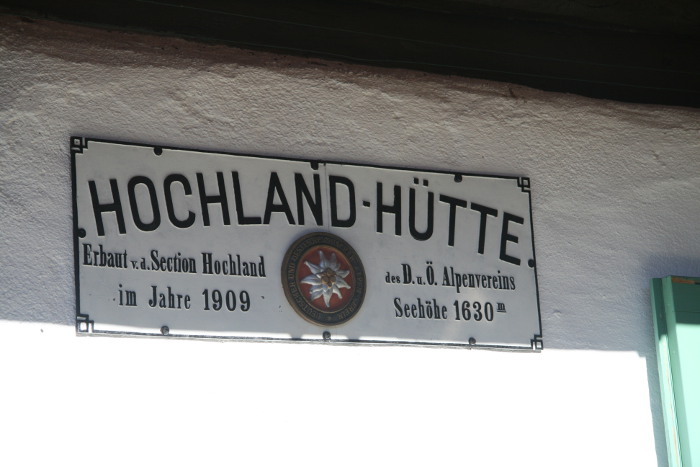 HOCHLAND-HÜTTE.
Erbaut v. d. Section Hochland
im Jahre 1909
des D. u. Ö. Alpenvereins
Seehöhe 1630 m